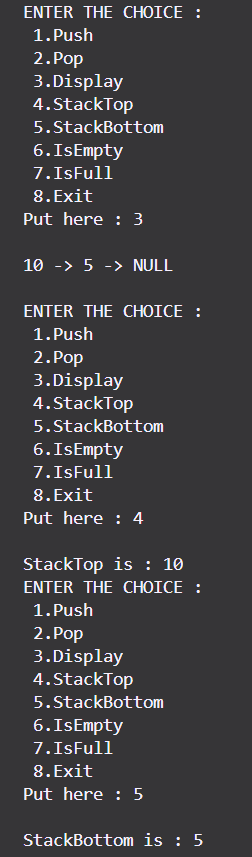 ENTER THE CHOICE :
1.Push
2.Pop
3.Display
4.StackTop
5.StackBottom
6.IsEmpty
7.IsFull
8.Exit
Put here : 3
10 -> 5 -> NULL
ENTER THE CHOICE :
1.Push
2.Pop
3.Display
4.StackTop
5.StackBottom
6.IsEmpty
7.IsFull
8.Exit
Put here : 4
StackTop is : 10
ENTER THE CHOICE :
1.Push
2.Pop
3.Display
4.StackTop
5.StackBottom
6.IsEmpty
7.IsFull
8.Exit
Put here : 5
StackBottom is : 5